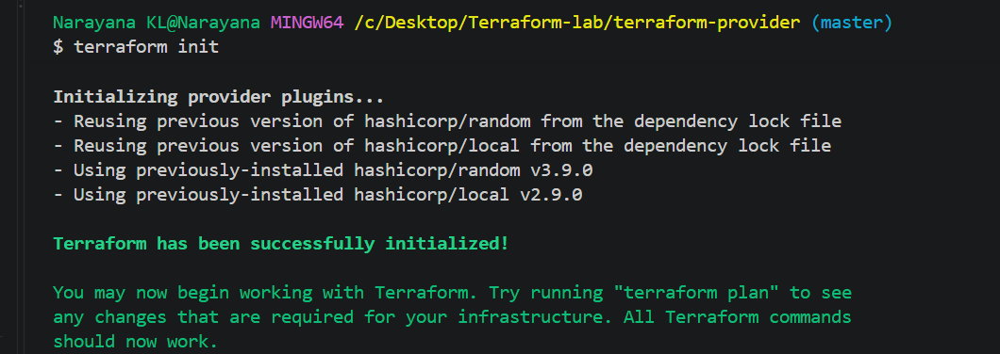 Narayana KL@Narayana MINGW64 /c/Desktop/Terraform-lab/terraform-provider (master)
$ terraform init
Initializing provider plugins...
- Reusing previous version of hashicorp/random from the dependency lock file
- Reusing previous version of hashicorp/local from the dependency lock file
- Using previously-installed hashicorp/random v3.9.0
- Using previously-installed hashicorp/local v2.9.0
Terraform has been successfully initialized!
You may now begin working with Terraform. Try running "terraform plan" to see
any changes that are required for your infrastructure. All Terraform commands
should now work.